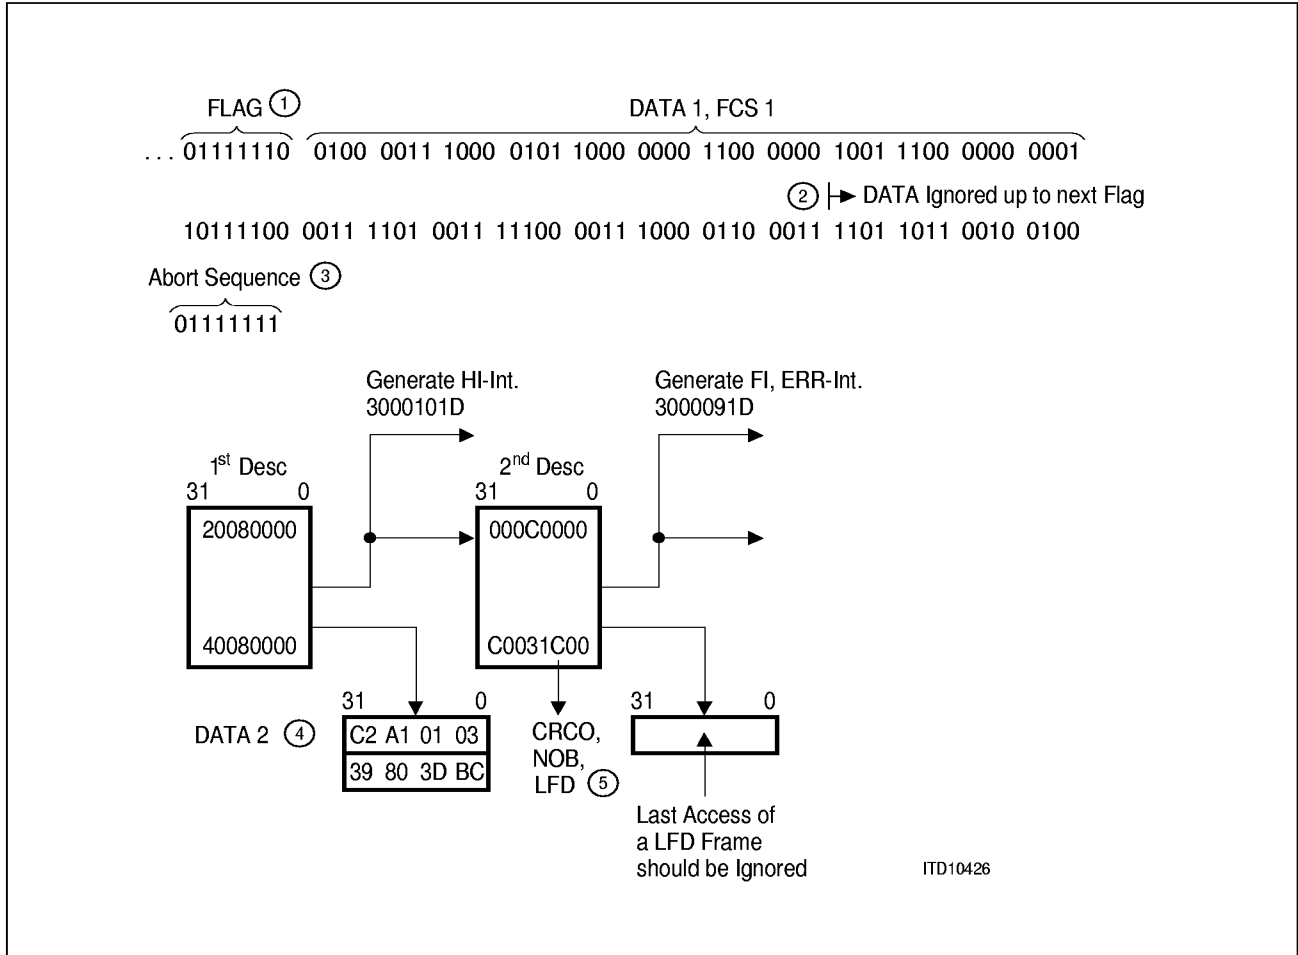 FLAG 1 DATA 1, FCS 1
... 01111110 0100 0011 1000 0101 1000 0000 1100 0000 1001 1100 0000 0001
2 DATA Ignored up to next Flag
10111100 0011 1101 0011 11100 0011 1000 0110 0011 1101 1011 0010 0100
Abort Sequence 3
01111111
Generate HI-Int.
3000101D
Generate FI, ERR-Int.
3000091D
1st Desc
31 0
20080000
40080000
2nd Desc
31 0
000C0000
C0031C00
DATA 2 4
31 0
C2 A1 01 03
39 80 3D BC
CRCO,
NOB,
LFD 5
31 0
Last Access of
a LFD Frame
should be Ignored
ITD10426